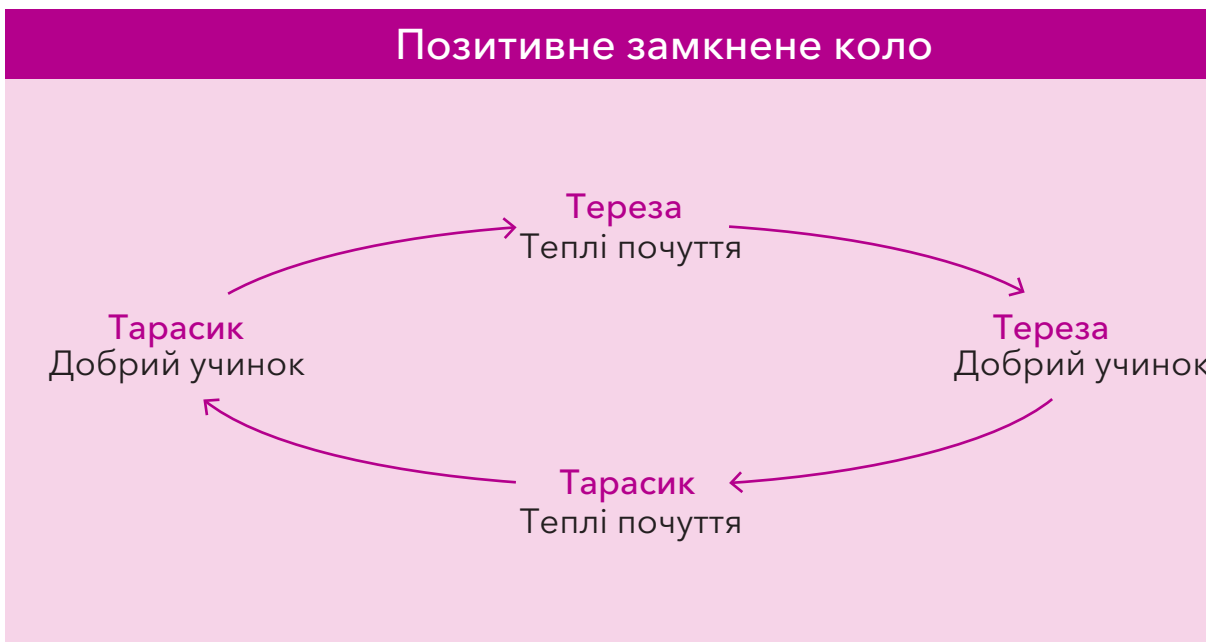 Позитивне замкнене коло
Тереза
Теплі почуття
Тарасик
Добрий учинок
Тереза
Добрий учинок
Тарасик
Теплі почуття